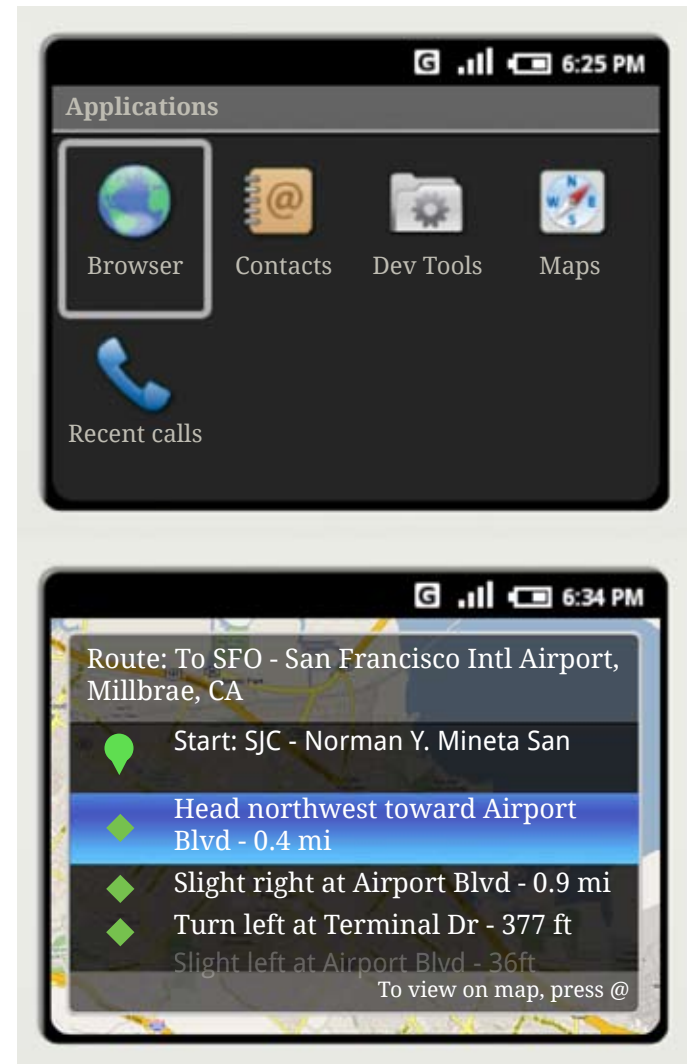 G 6:25 PM
Applications
@
N
W E
S
Browser Contacts Dev Tools Maps
Recent calls
G 6:34 PM
Route: To SFO - San Francisco Intl Airport,
Millbrae, CA
Start: SJC - Norman Y. Mineta San
Head northwest toward Airport
Blvd - 0.4 mi
Slight right at Airport Blvd - 0.9 mi
Turn left at Terminal Dr - 377 ft
Slight left at Airport Blvd - 36ft
To view on map, press @